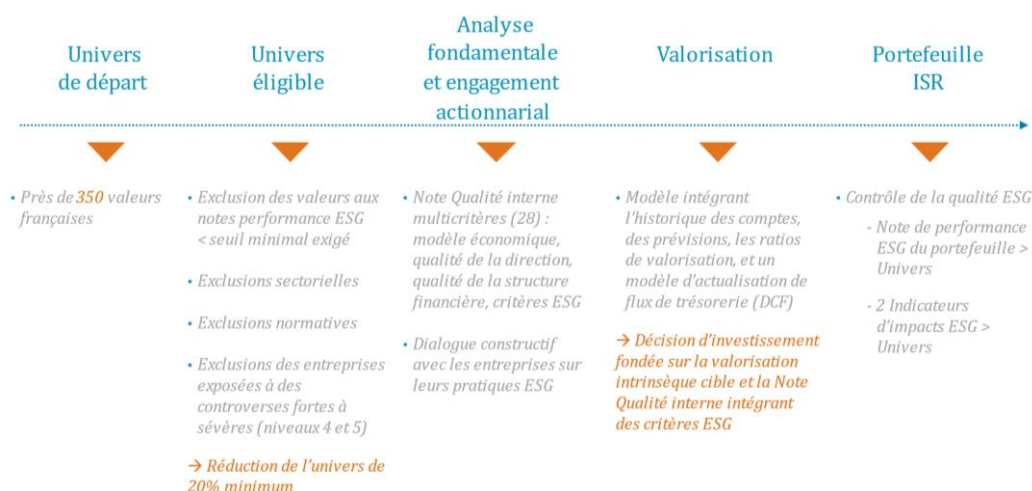 Univers
de départ
Univers
éligible
Analyse
fondamentale
et engagement
actionnarial
Valorisation
Portefeuille
ISR
• Près de 350 valeurs
françaises
• Exclusion des valeurs aux
notes performance ESG
< seuil minimal exigé
• Exclusions sectorielles
• Exclusions normatives
• Exclusions des entreprises
exposées à des
controverses fortes à
sévères (niveaux 4 et 5)
→ Réduction de l'univers de
20% minimum
• Note Qualité interne
multicritères (28) :
modèle économique,
qualité de la direction,
qualité de la structure
financière, critères ESG
• Dialogue constructif
avec les entreprises sur
leurs pratiques ESG
• Modèle intégrant
l'historique des comptes,
des prévisions, les ratios
de valorisation, et un
modèle d'actualisation de
flux de trésorerie (DCF)
→ Décision d'investissement
fondée sur la valorisation
intrinsèque cible et la Note
Qualité interne intégrant
des critères ESG
• Contrôle de la qualité ESG
- Note de performance
ESG du portefeuille >
Univers
- 2 Indicateurs
d'impacts ESG >
Univers